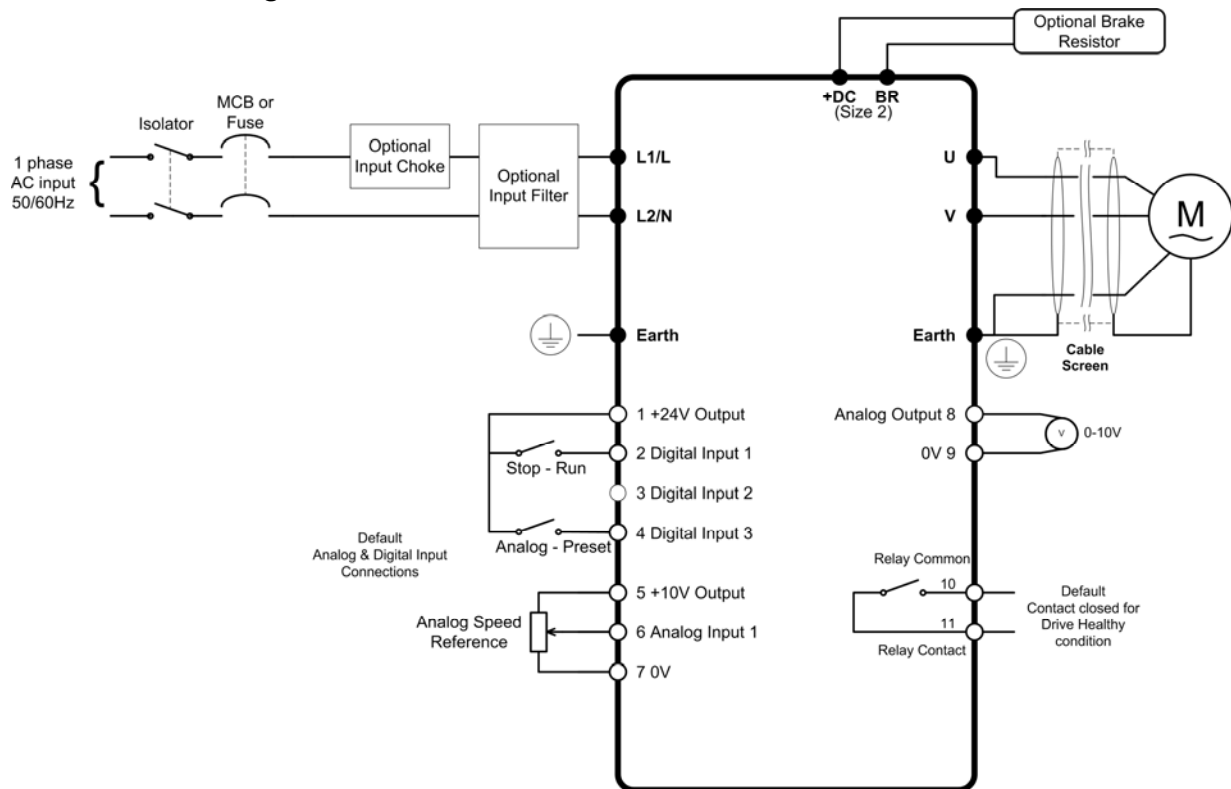 Optional Brake
Resistor
+DC BR
(Size 2)
MCB or
Fuse
Isolator
1 phase
AC input
50/60Hz
{
Optional
Input Choke
Optional
Input Filter
L1/L
L2/N
Earth
U
V
Earth
M
Cable
Screen
1 +24V Output
2 Digital Input 1
Stop - Run
3 Digital Input 2
4 Digital Input 3
Analog - Preset
Default
Analog & Digital Input
Connections
5 +10V Output
Analog Speed
Reference
6 Analog Input 1
7 0V
Analog Output 8
V
0-10V
0V 9
Relay Common
10
11
Relay Contact
Default
Contact closed for
Drive Healthy
condition